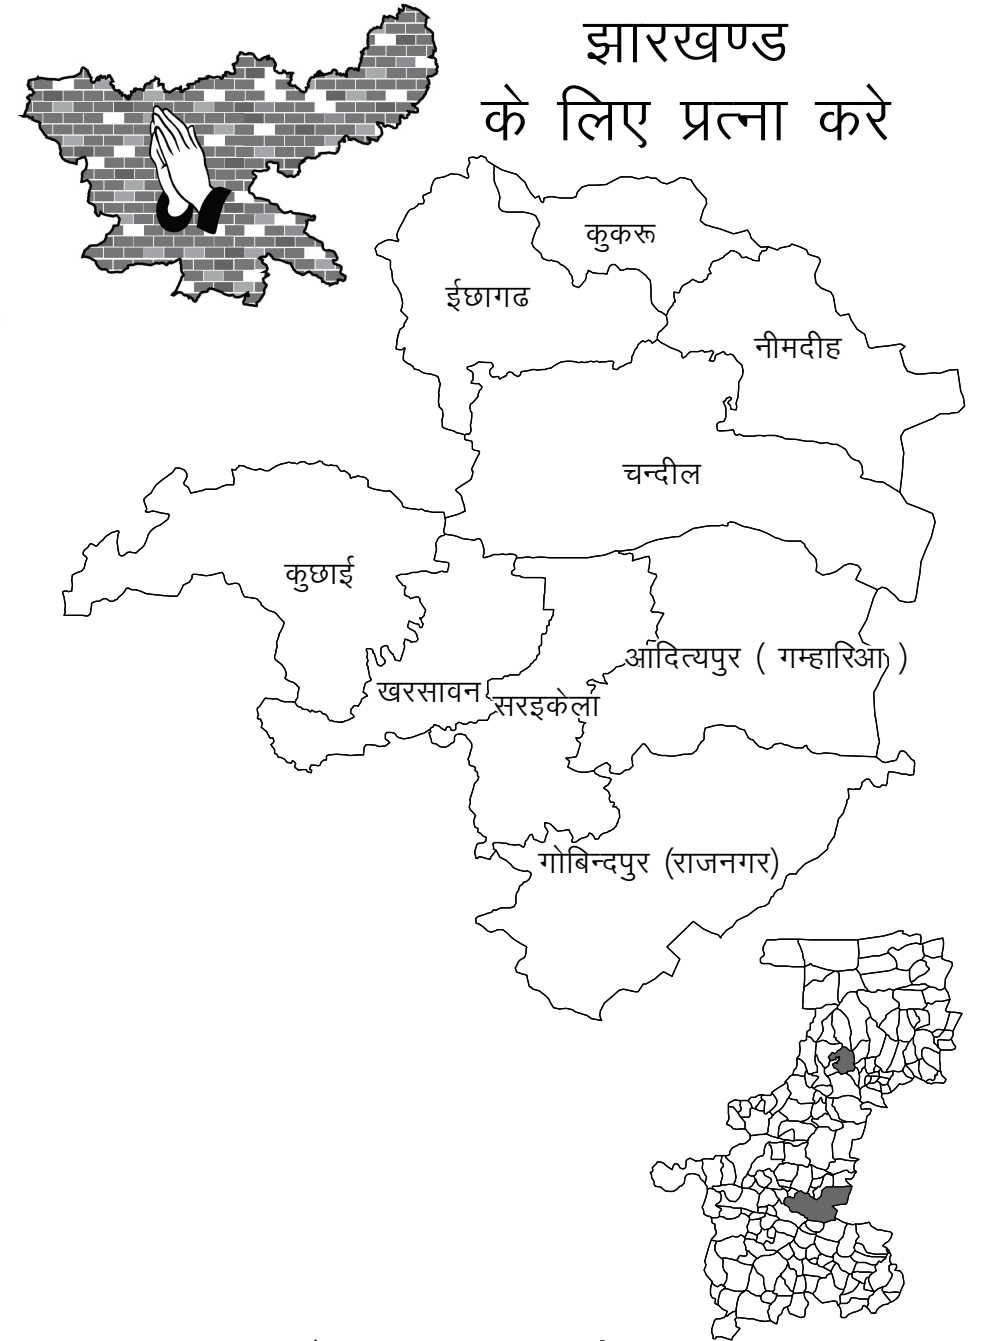 झारखण्ड
के लिए प्रत्ना करे
कुकरू
ईछागढ
नीमदीह
चन्दील
कुछाई
आदित्यपुर ( गम्हारिआ )
खरसावन
सरइकेला
गोबिन्दपुर (राजनगर)